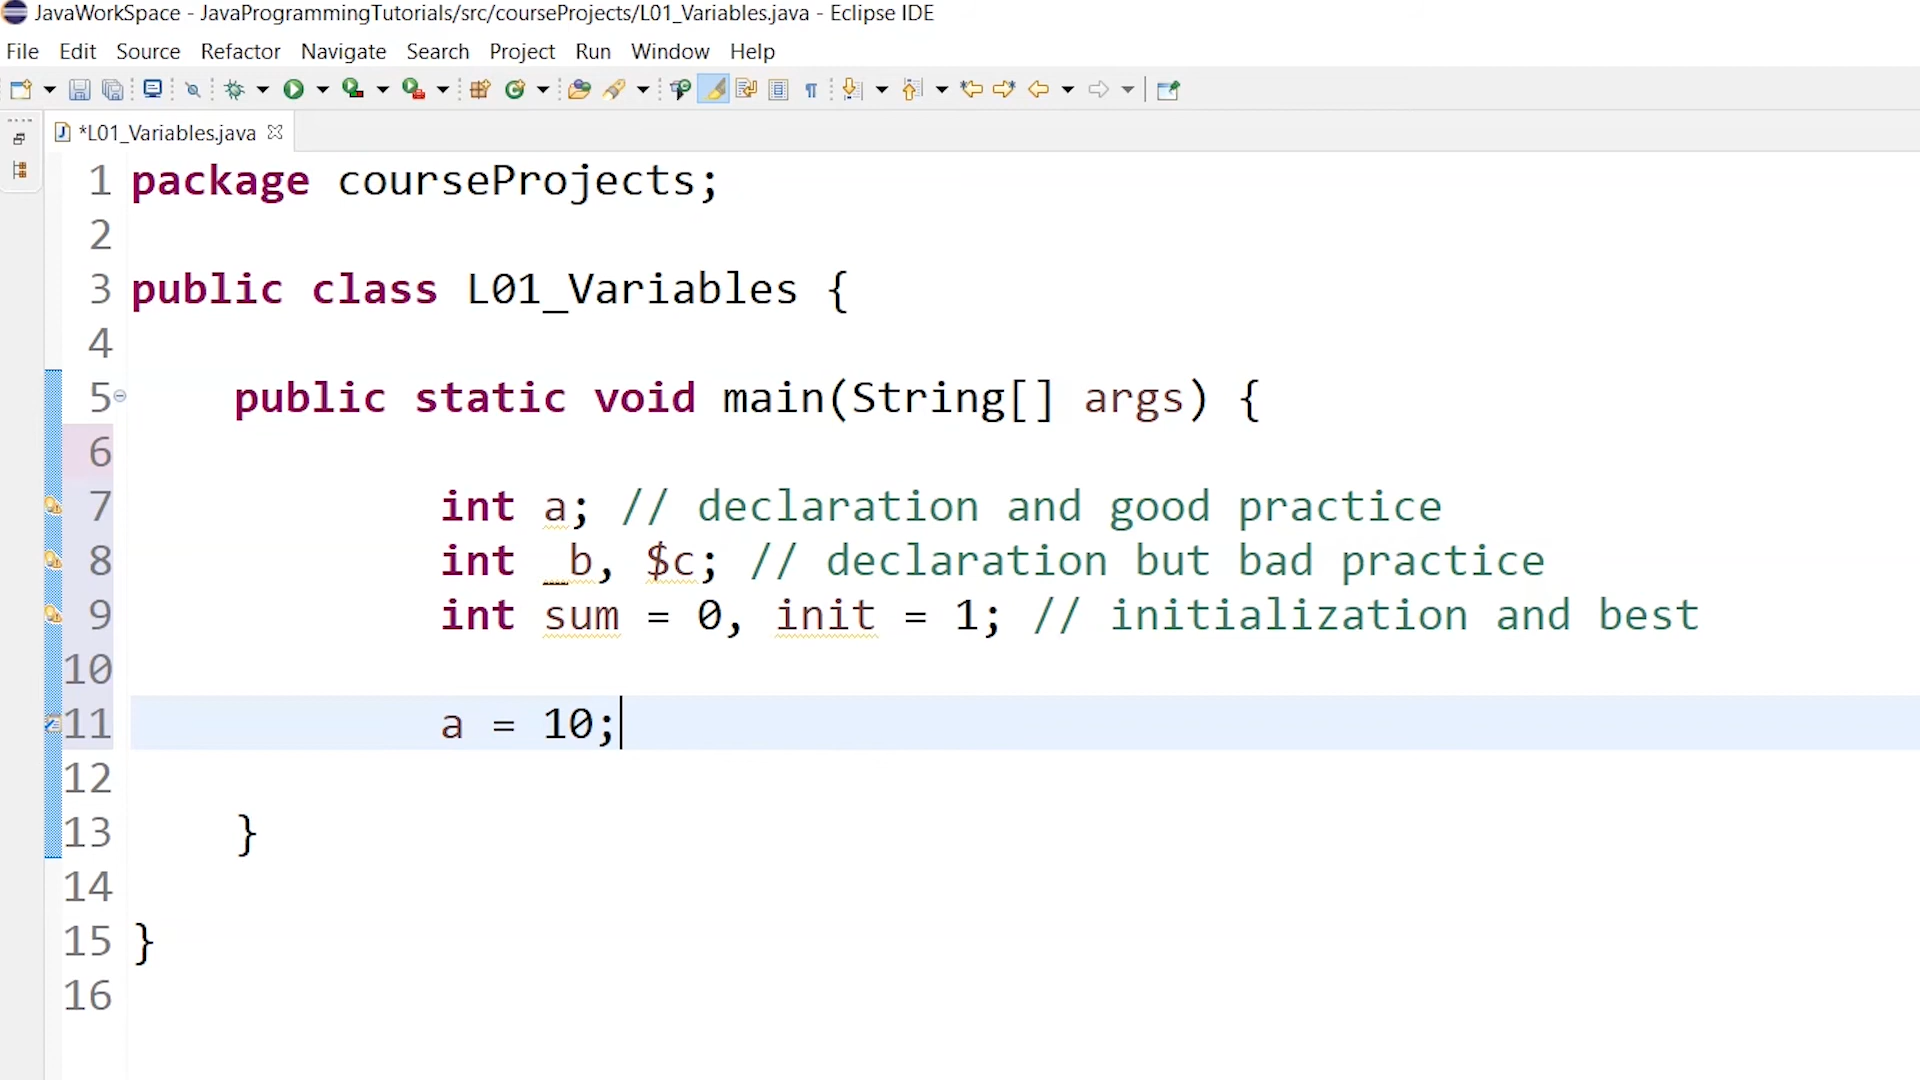 JavaWorkSpace - JavaProgrammingTutorials/src/courseProjects/L01_Variables.java - Eclipse IDE
File Edit Source Refactor Navigate Search Project Run Window Help
*L01_Variables.java
1 package courseProjects;
2
3 public class L01_Variables {
4
5 public static void main(String[] args) {
6
7 int a; // declaration and good practice
8 int _b, $c; // declaration but bad practice
9 int sum = 0, init = 1; // initialization and best
10
11 a = 10;
12
13 }
14
15 }
16